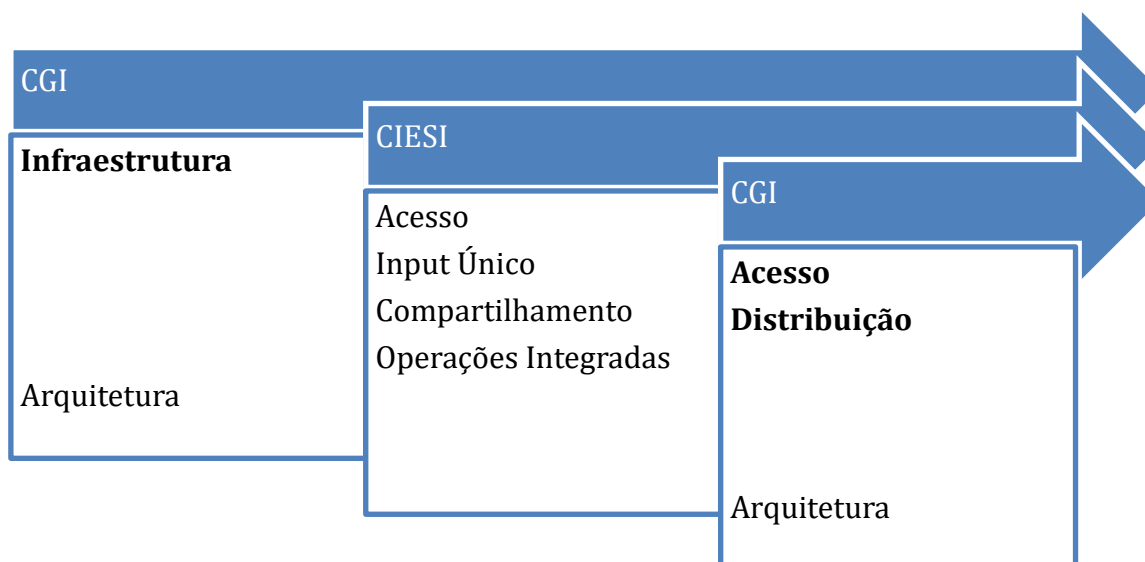 CGI
Infraestrutura
Arquitetura
CIESI
Acesso
Input Único
Compartilhamento
Operações Integradas
CGI
Acesso
Distribuição
Arquitetura